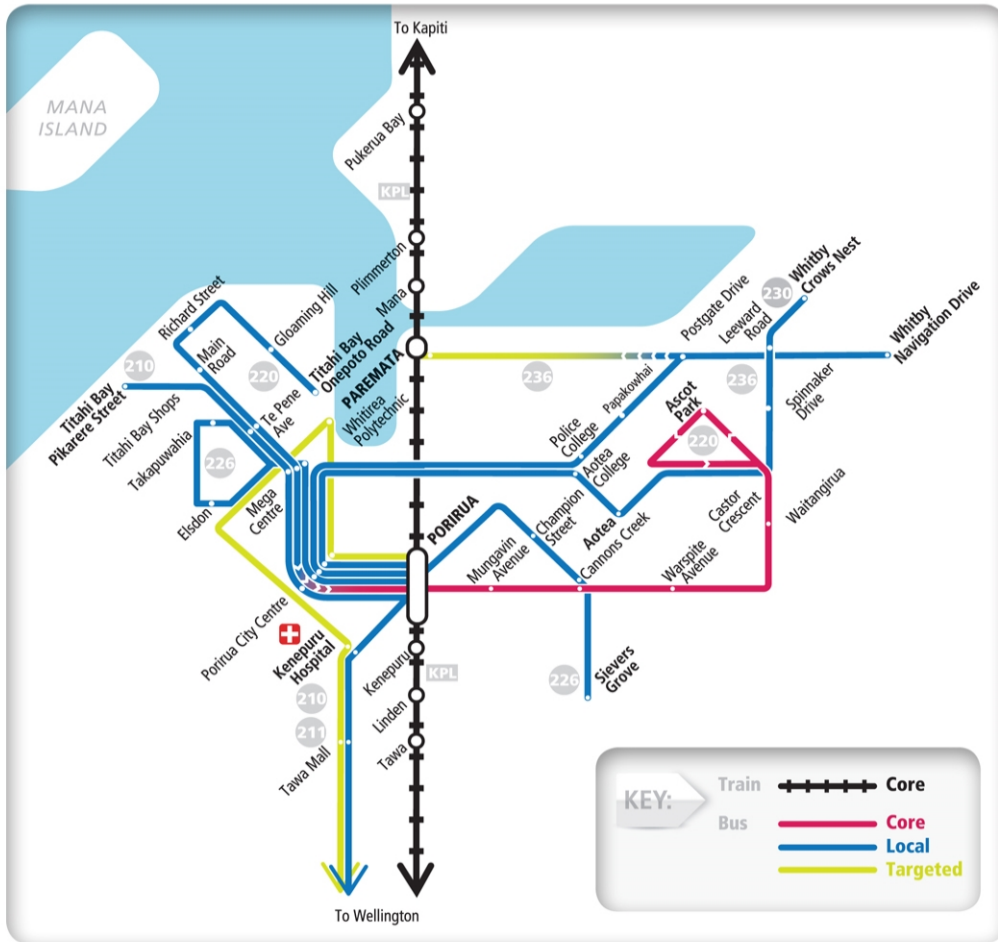 To Kapiti
MANA
ISLAND
Pukerua Bay
KPL
Plimmerton
Mana
PAREMATA
Richard Street
Gloaming Hill
Main
Road
Titahi Bay
Onepoto Road
210
220
Titahi Bay
Pikarere Street
Titahi Bay Shops
Te Pene
Ave
Whitireia
Polytechnic
Takapuwahia
226
Elsdon
Mega
Centre
236
Postgate Drive
Leeward
Road
230
Whitby
Crows Nest
Whitby
Navigation Drive
236
Spinnaker
Drive
Papakowhai
Police
College
Aotea
College
Ascot
Park
220
Castor
Crescent
Waitangirua
PORIRUA
Champion
Street
Aotea
Cannons Creek
Mungavin
Avenue
Warspite
Avenue
Porirua City Centre
Kenepuru
Hospital
Kenepuru
KPL
210
211
Linden
Tawa Mall
Tawa
226
Sievers
Grove
To Wellington
KEY:
Train
Core
Bus
Core
Local
Targeted